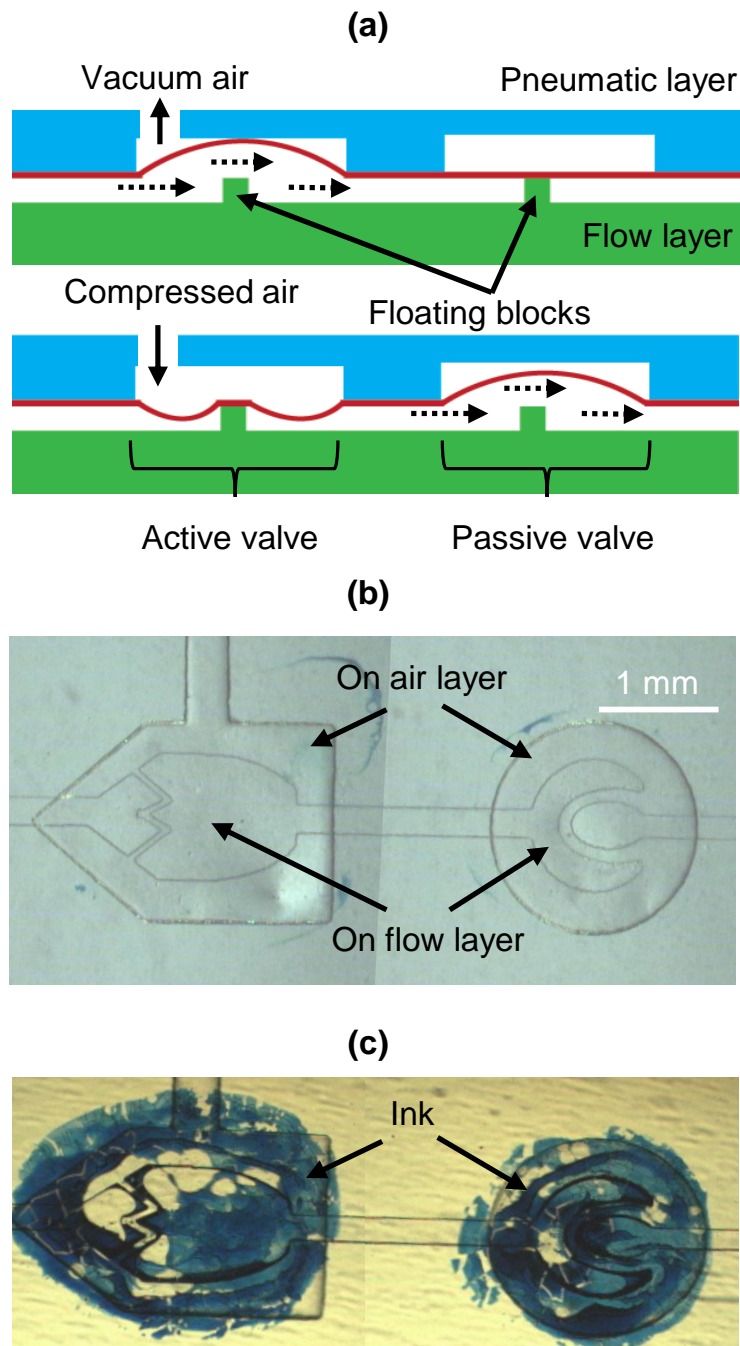 (a)
Vacuum air
Pneumatic layer
Flow layer
Compressed air
Floating blocks
Active valve
Passive valve
(b)
On air layer
1 mm
On flow layer
(c)
Ink